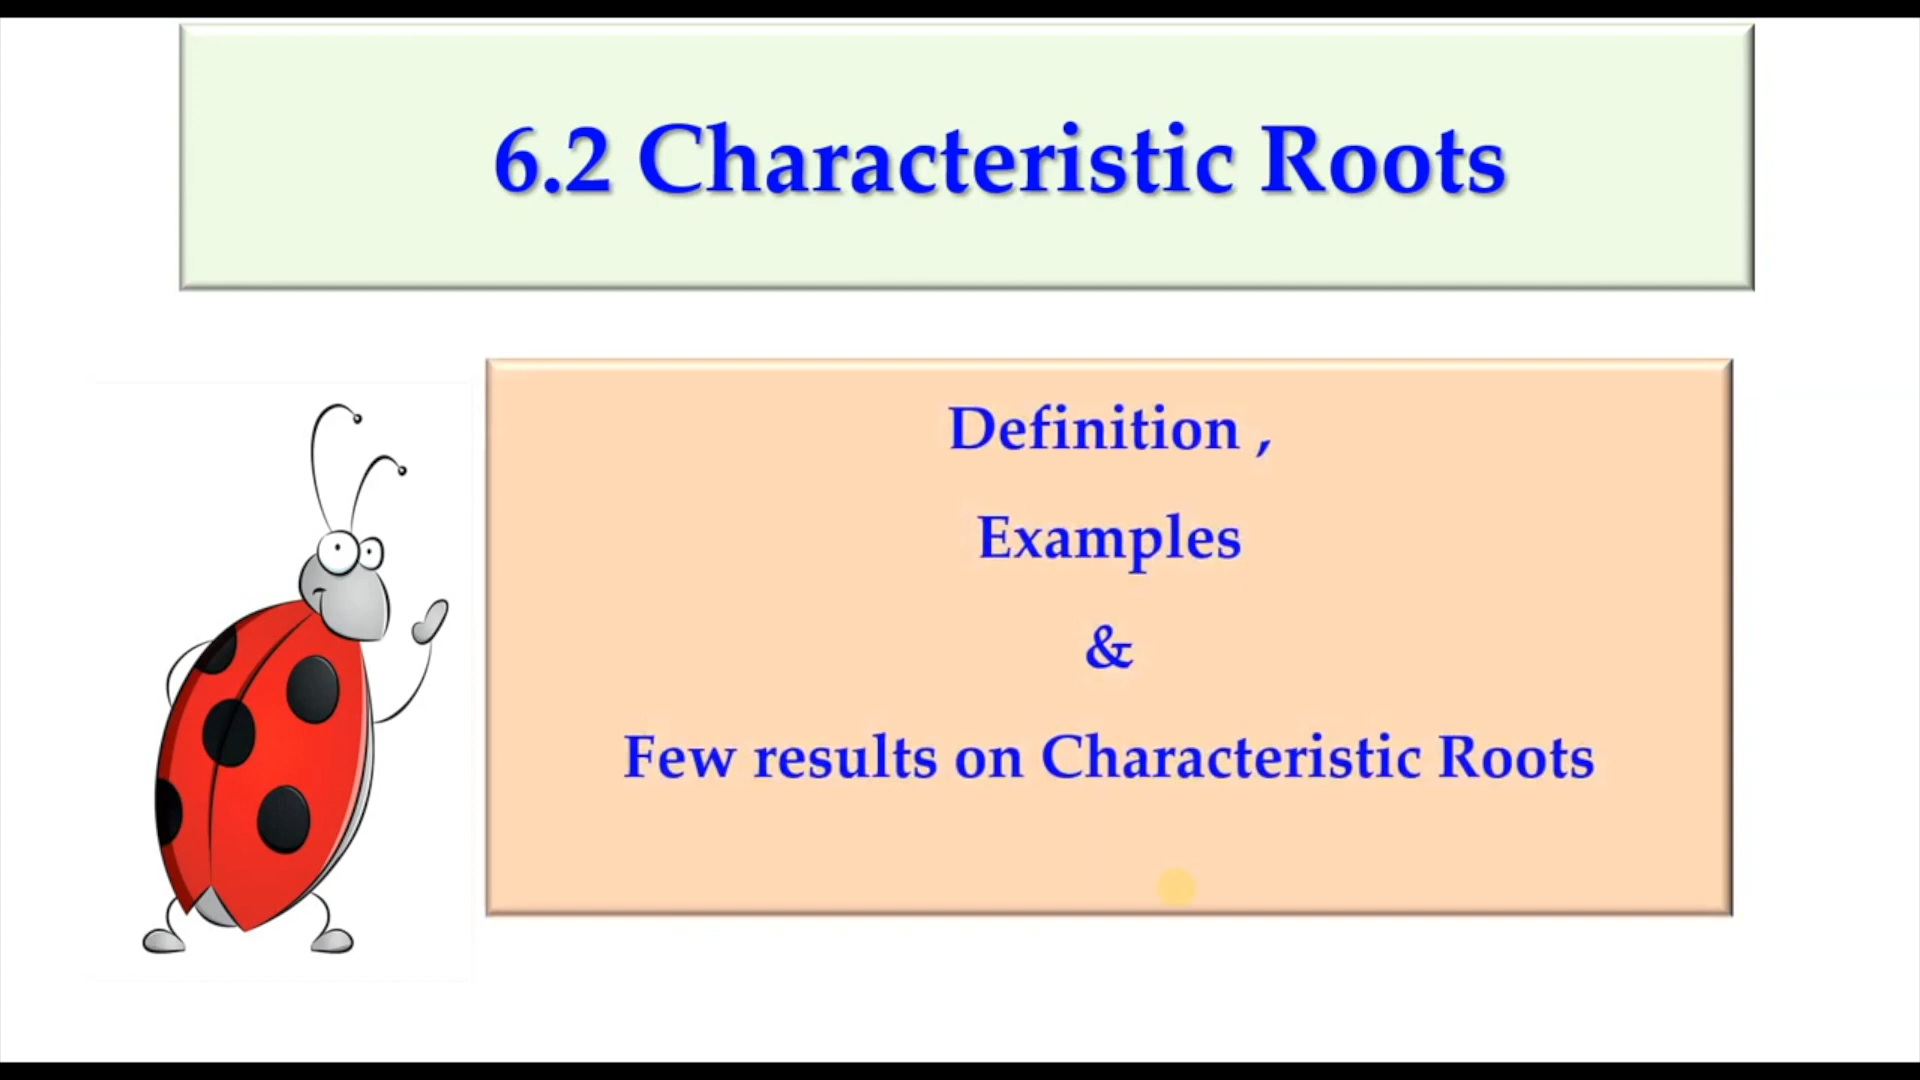 6.2 Characteristic Roots
Definition ,
Examples
&
Few results on Characteristic Roots